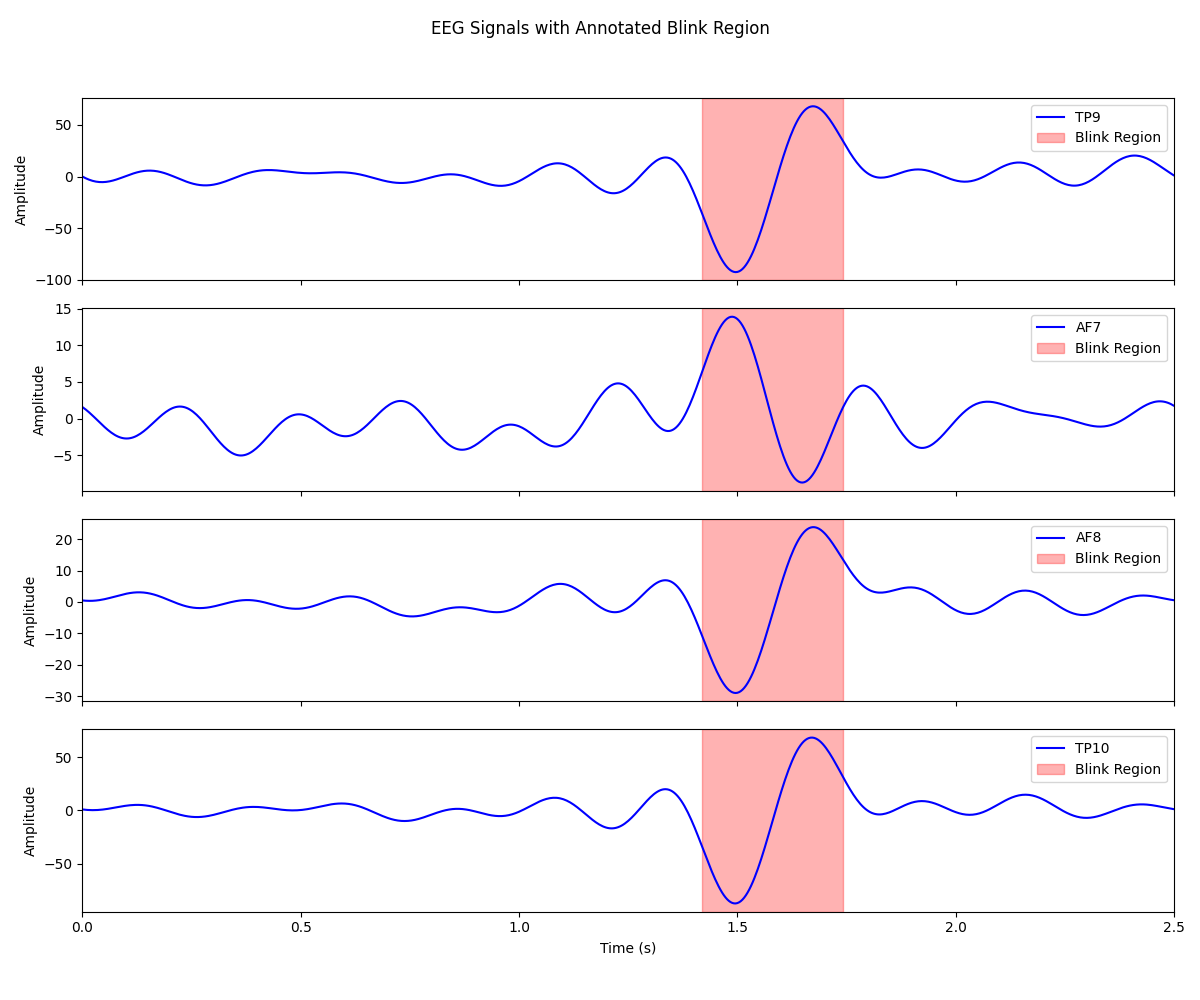 EEG Signals with Annotated Blink Region
50
0
−50
−100
Amplitude
TP9
Blink Region
15
10
5
0
−5
Amplitude
AF7
Blink Region
20
10
0
−10
−20
−30
Amplitude
AF8
Blink Region
50
0
−50
Amplitude
TP10
Blink Region
0.0 0.5 1.0 1.5 2.0 2.5
Time (s)